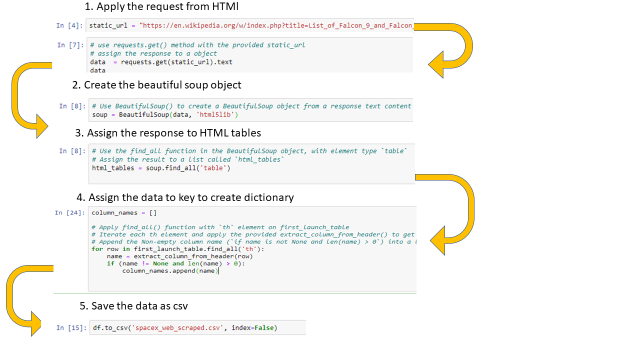 1. Apply the request from HTMl
In [4]: static_url = "https://en.wikipedia.org/w/index.php?title=List_of_Falcon_9_and_Falcon
In [7]: # use requests.get() method with the provided static_url
# assign the response to a object
data = requests.get(static_url).text
data
2. Create the beautiful soup object
In [8]: # Use BeautifulSoup() to create a BeautifulSoup object from a response text content
soup = BeautifulSoup(data, 'html5lib')
3. Assign the response to HTML tables
In [8]: # Use the find_all function in the BeautifulSoup object, with element type `table`
# Assign the result to a list called `html_tables`
html_tables = soup.find_all('table')
4. Assign the data to key to create dictionary
In [24]: column_names = []
# Apply find_all() function with `th` element on first_launch_table
# Iterate each th element and apply the provided extract_column_from_header() to get
# Append the Non-empty column name (`if name is not None and len(name) > 0`) into a
for row in first_launch_table.find_all('th'):
name = extract_column_from_header(row)
if (name != None and len(name) > 0):
column_names.append(name)
5. Save the data as csv
In [15]: df.to_csv('spacex_web_scraped.csv', index=False)